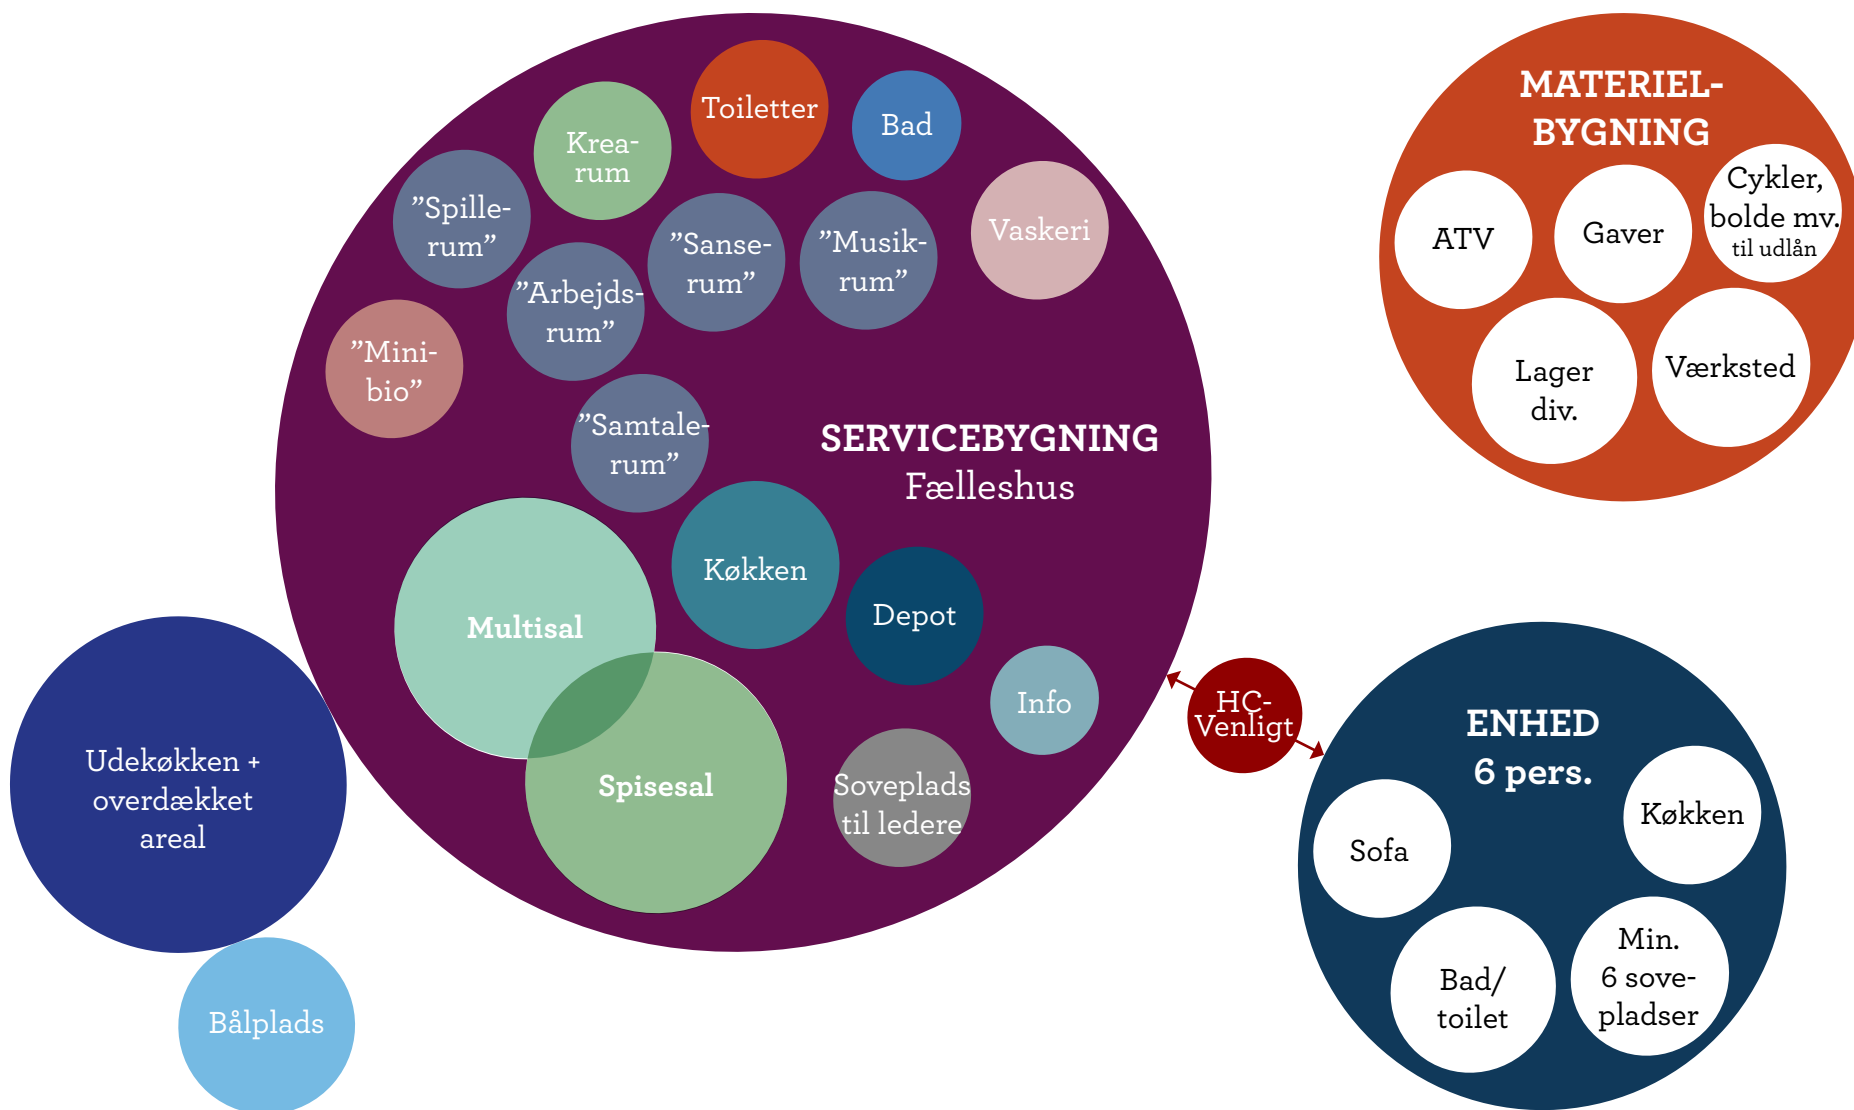 Toiletter
Bad
Krea-
rum
"Spille-
rum"
"Sanse-
rum"
"Musik-
rum"
Vaskeri
"Arbejds-
rum"
"Mini-
bio"
"Samtale-
rum"
SERVICEBYGNING
Fælleshus
Køkken
Multisal
Depot
Info
Spisesal
Soveplads
til ledere
Udekøkken +
overdækket
areal
Bålplads
HC-
Venligt
MATERIEL-
BYGNING
ATV
Gaver
Cykler,
bolde mv.
til udlån
Lager
div.
Værksted
ENHED
6 pers.
Sofa
Køkken
Bad/
toilet
Min.
6 sove-
pladser